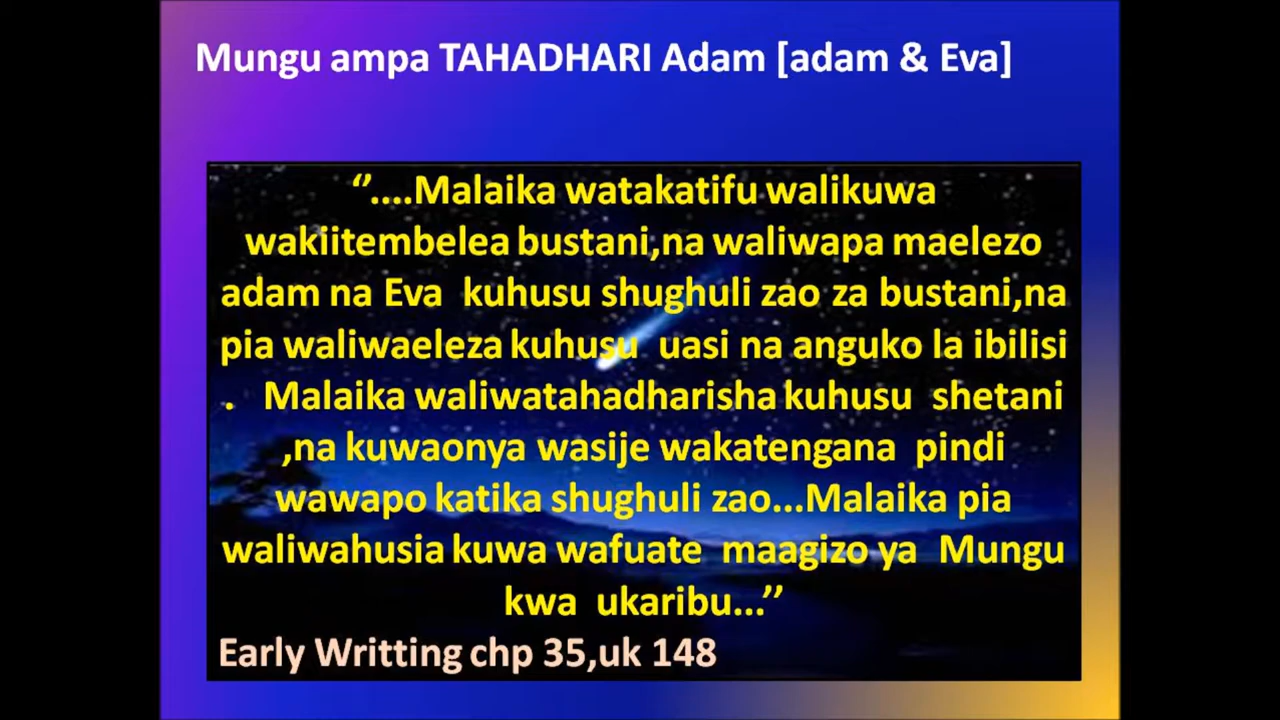 Mungu ampa TAHADHARI Adam [adam & Eva]
‘’....Malaika watakatifu walikuwa
wakiitembelea bustani,na waliwapa maelezo
adam na Eva kuhusu shughuli zao za bustani,na
pia waliwaeleza kuhusu uasi na anguko la ibilisi
. Malaika waliwatahadharisha kuhusu shetani
,na kuwaonya wasije wakatengana pindi
wawapo katika shughuli zao...Malaika pia
waliwahusia kuwa wafuate maagizo ya Mungu
kwa ukaribu...’’
Early Writting chp 35,uk 148